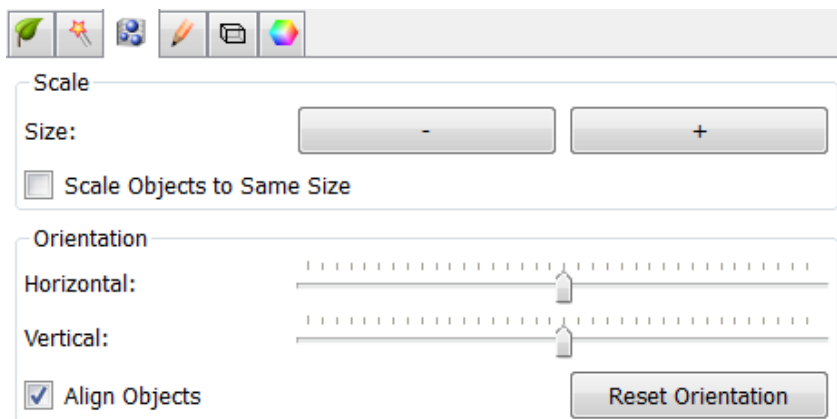 Scale
Size: - +
Scale Objects to Same Size
Orientation
Horizontal:
Vertical:
Align Objects Reset Orientation